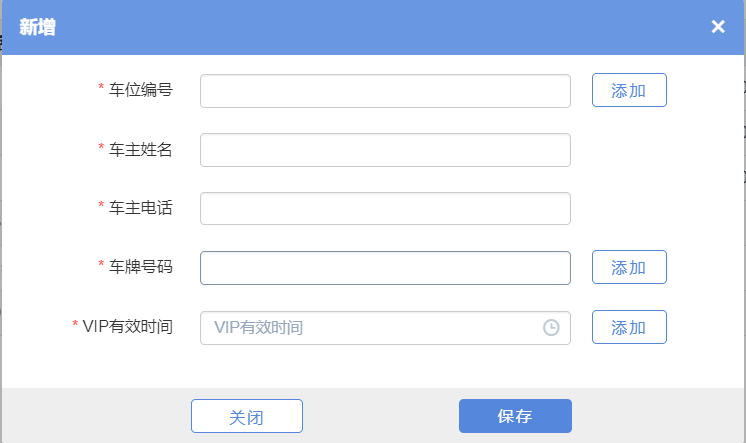 新增 ×
* 车位编号 添加
* 车主姓名
* 车主电话
* 车牌号码 添加
* VIP有效时间 VIP有效时间 添加
关闭 保存